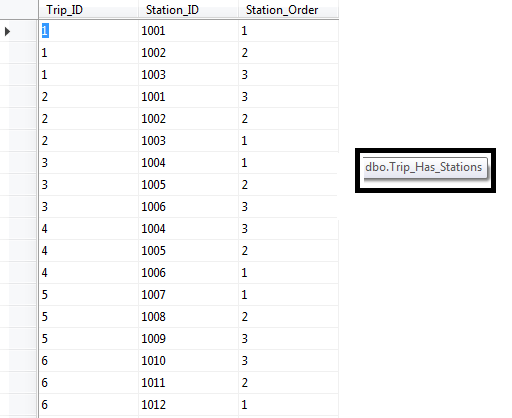 Trip_ID Station_ID Station_Order
1 1001 1
1 1002 2
1 1003 3
2 1001 3
2 1002 2
2 1003 1
dbo.Trip_Has_Stations
3 1004 1
3 1005 2
3 1006 3
4 1004 3
4 1005 2
4 1006 1
5 1007 1
5 1008 2
5 1009 3
6 1010 3
6 1011 2
6 1012 1